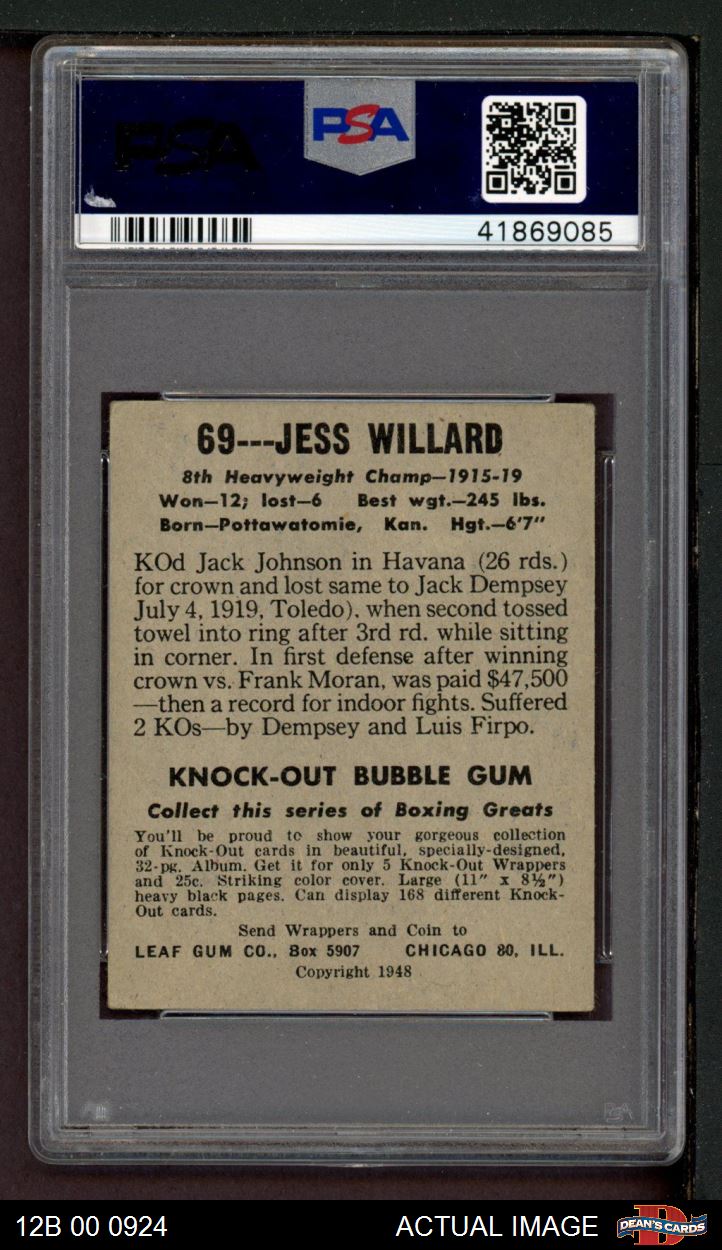 PSA
PSA
41869085
69---JESS WILLARD
8th Heavyweight Champ—1915-19
Won—12; lost—6 Best wgt.—245 lbs.
Born—Pottawatomie, Kan. Hgt.—6'7"
KOd Jack Johnson in Havana (26 rds.)
for crown and lost same to Jack Dempsey
July 4, 1919, Toledo), when second tossed
towel into ring after 3rd rd. while sitting
in corner. In first defense after winning
crown vs. Frank Moran, was paid $47,500
—then a record for indoor fights. Suffered
2 KOs—by Dempsey and Luis Firpo.
KNOCK-OUT BUBBLE GUM
Collect this series of Boxing Greats
You'll be proud to show your gorgeous collection
of Knock-Out cards in beautiful, specially-designed,
32-pg. Album. Get it for only 5 Knock-Out Wrappers
and 25c. Striking color cover. Large (11" x 8½")
heavy black pages. Can display 168 different Knock-
Out cards.
Send Wrappers and Coin to
LEAF GUM CO., Box 5907 CHICAGO 80, ILL.
Copyright 1948
PSA
12B 00 0924
ACTUAL IMAGE
D
DEAN'S CARDS